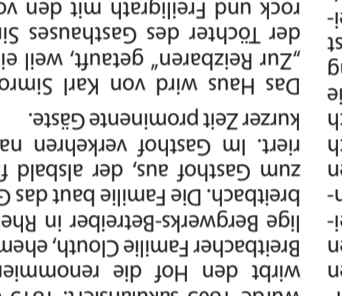 wurde 1803 säkularisiert.
wirbt den Hof die renommier
Breitbacher Familie Clouth, ehem
lige Bergwerks-Betreiber in Rhe
breitbach. Die Familie baut das G
zum Gasthof aus, der alsbald f
riert. Im Gasthof verkehren na
kurzer Zeit prominente Gäste.
Das Haus wird von Karl Simro
„Zur Reizbaren“ getauft, weil ei
der Töchter des Gasthauses Si
rock und Freiligrath mit den vo